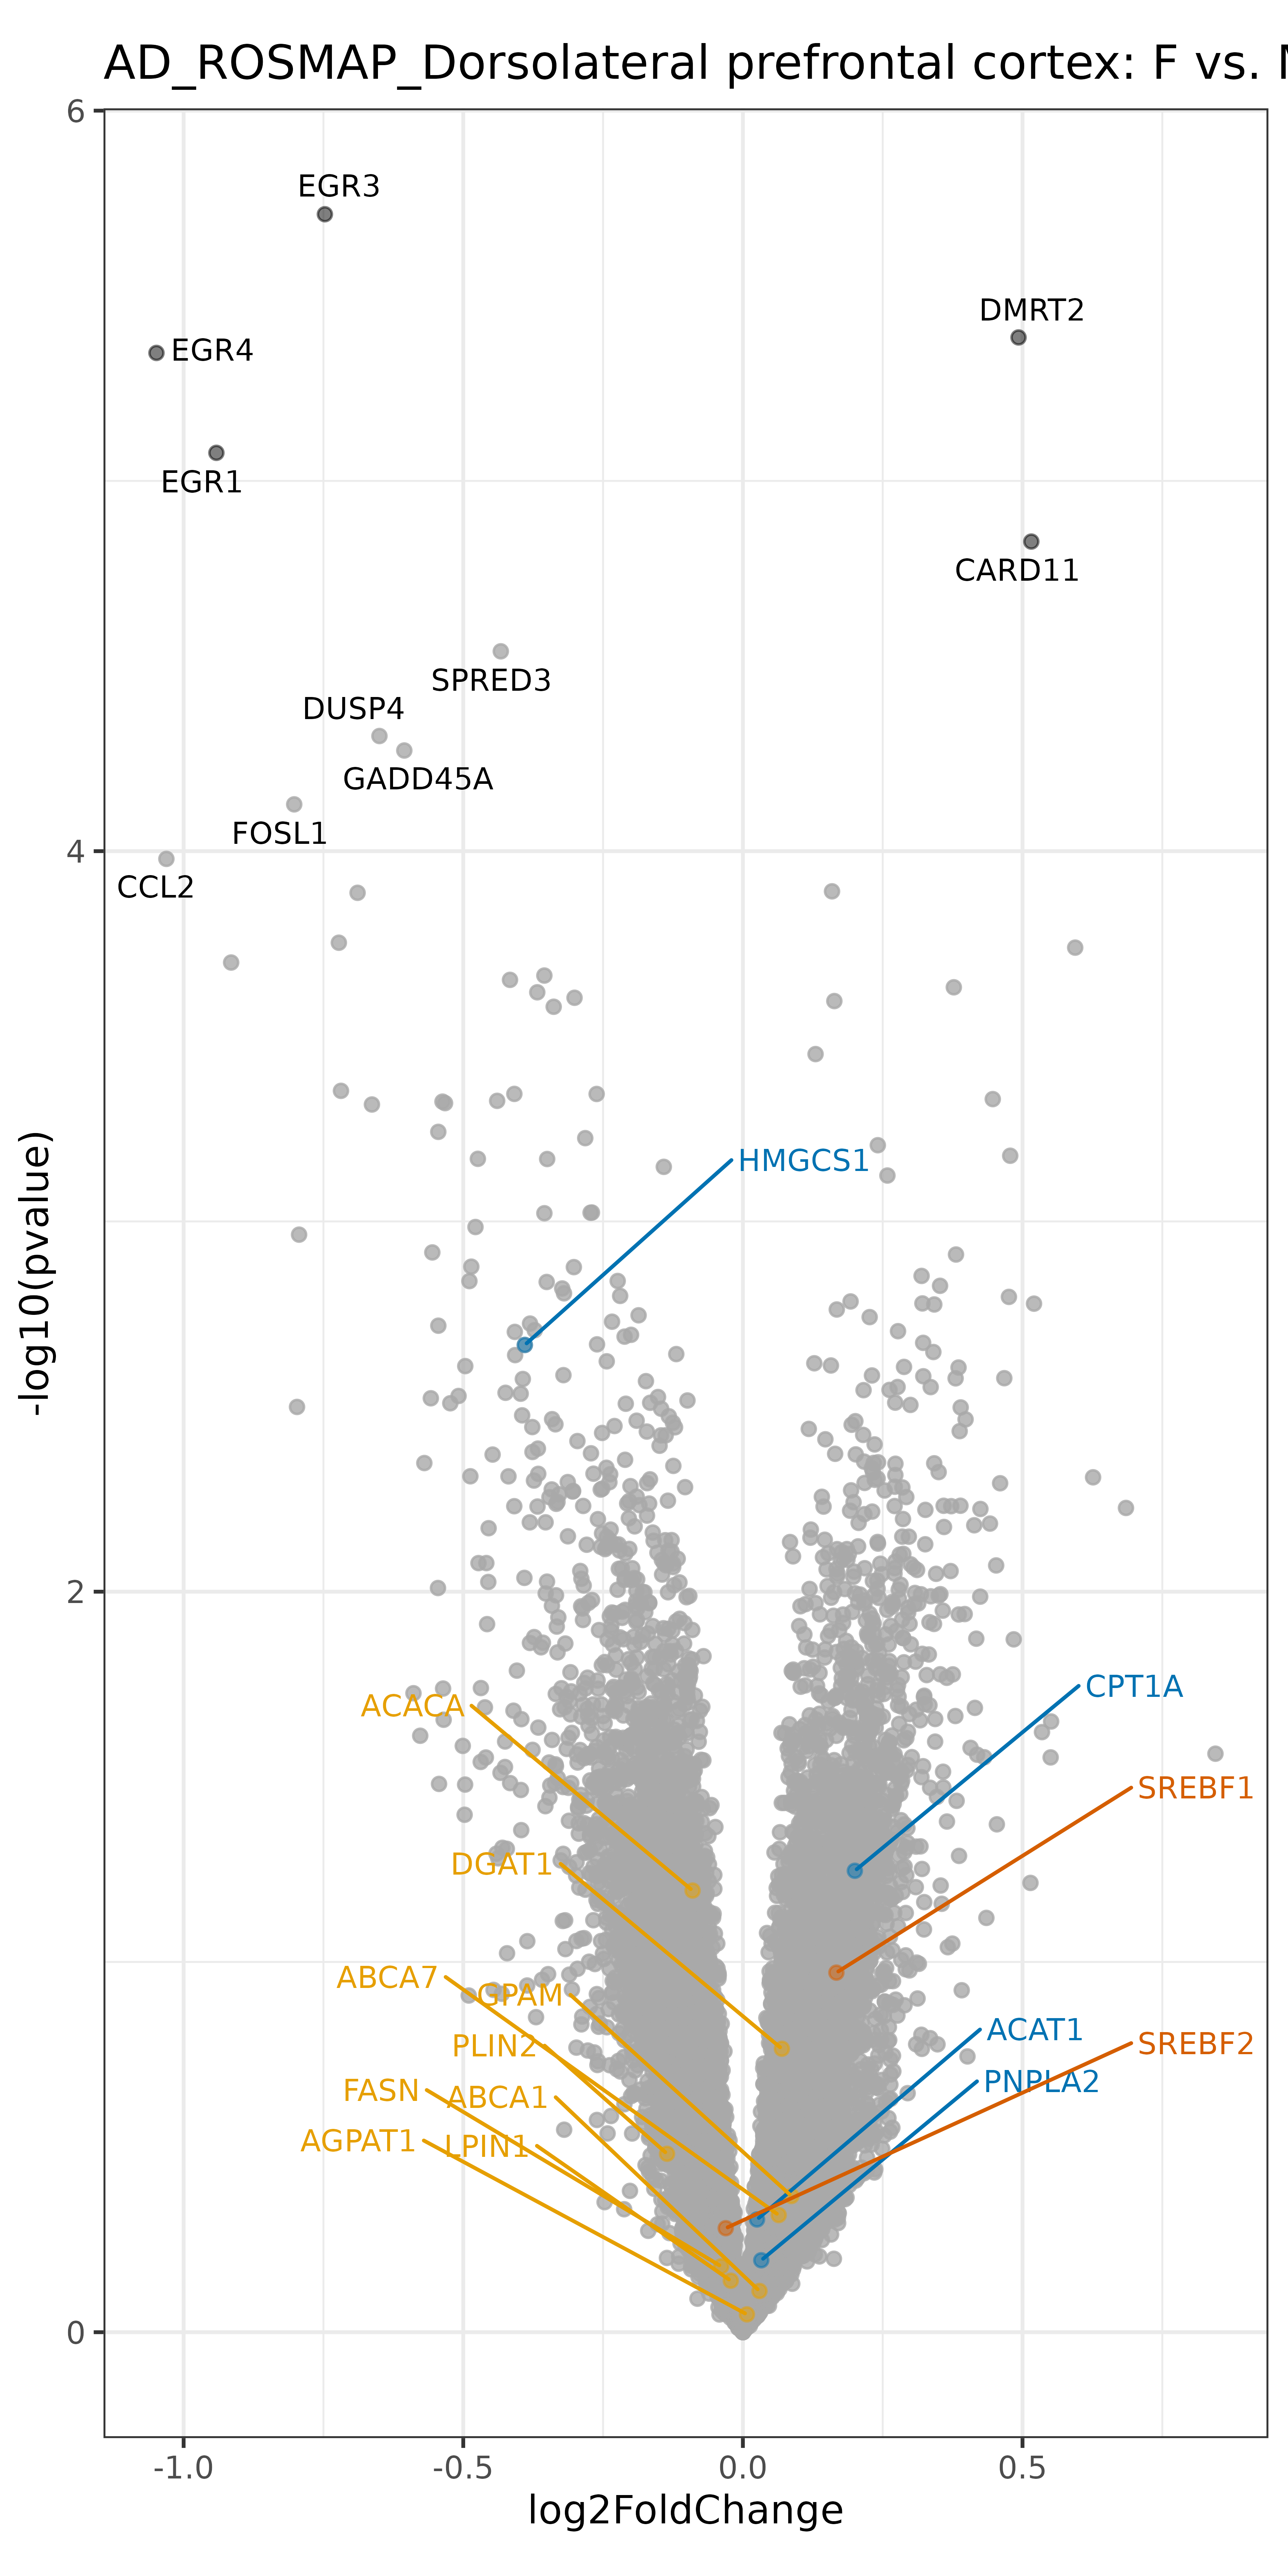 AD_ROSMAP_Dorsolateral prefrontal cortex: F vs.
6
EGR3
DMRT2
EGR4
EGR1
CARD11
SPRED3
DUSP4
GADD45A
FOSL1
4
CCL2
HMGCS1
-log10(pvalue)
2
CPT1A
ACACA
SREBF1
DGAT1
ABCA7
GPAM
ACAT1
PLIN2
SREBF2
PNPLA2
FASN
ABCA1
AGPAT1
LPIN1
0
-1.0
-0.5
0.0
0.5
log2FoldChange